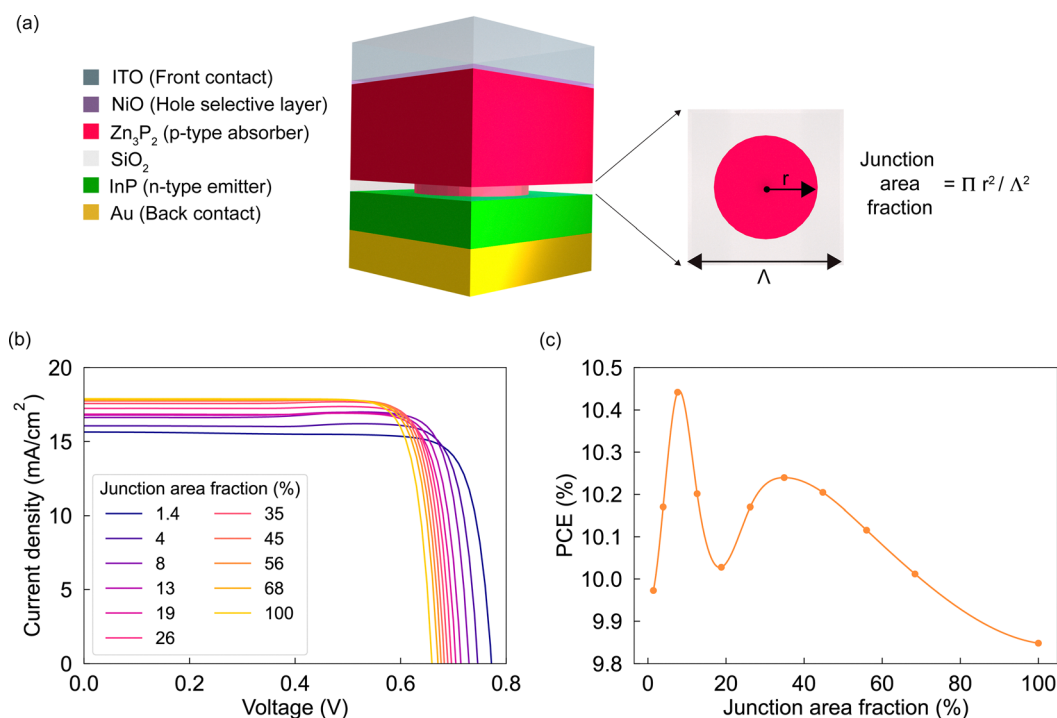 (a)
ITO (Front contact)
NiO (Hole selective layer)
Zn₃P₂ (p-type absorber)
SiO₂
InP (n-type emitter)
Au (Back contact)
r
Λ
Junction
area
fraction
= Π r² / Λ²
(b)
20
15
10
5
0
Current density (mA/cm²)
Junction area fraction (%)
1.4
4
8
13
19
26
35
45
56
68
100
0.0
0.2
0.4
0.6
0.8
Voltage (V)
(c)
10.5
10.4
10.3
10.2
10.1
10.0
9.9
9.8
PCE (%)
0
20
40
60
80
100
Junction area fraction (%)